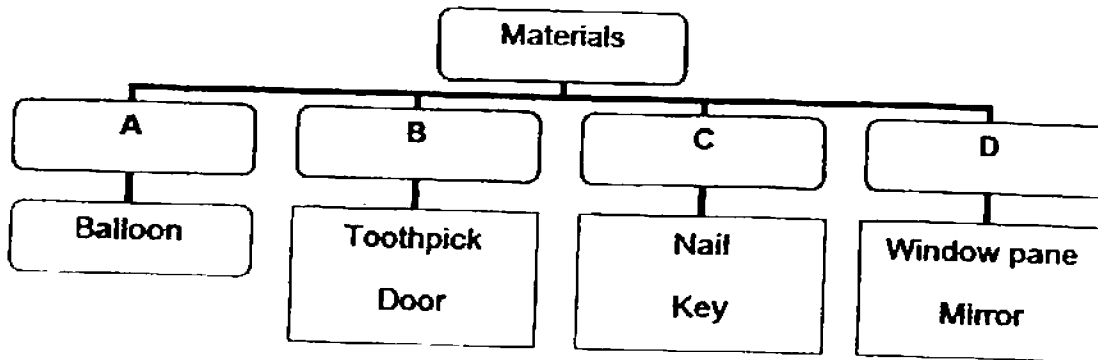 Materials
A
B
C
D
Balloon
Toothpick
Door
Nail
Key
Window pane
Mirror